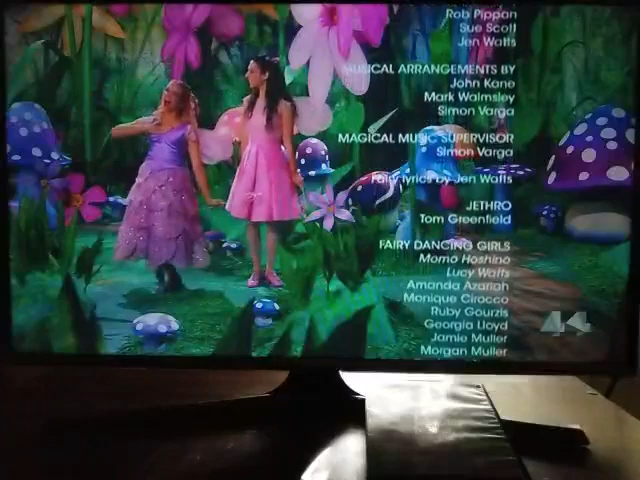 Rob Pippan
Sue Scott
Jen Watts
MUSICAL ARRANGEMENTS BY
John Kane
Mark Walmsley
Simon Varga
MAGICAL MUSIC SUPERVISOR
Simon Varga
Fairy lyrics by Jen Watts
JETHRO
Tom Greenfield
FAIRY DANCING GIRLS
Momo Hoshino
Lucy Watts
Amanda Azariah
Monique Cirocco
Ruby Gourzis
Georgia Lloyd
Jamie Muller
Morgan Muller
44